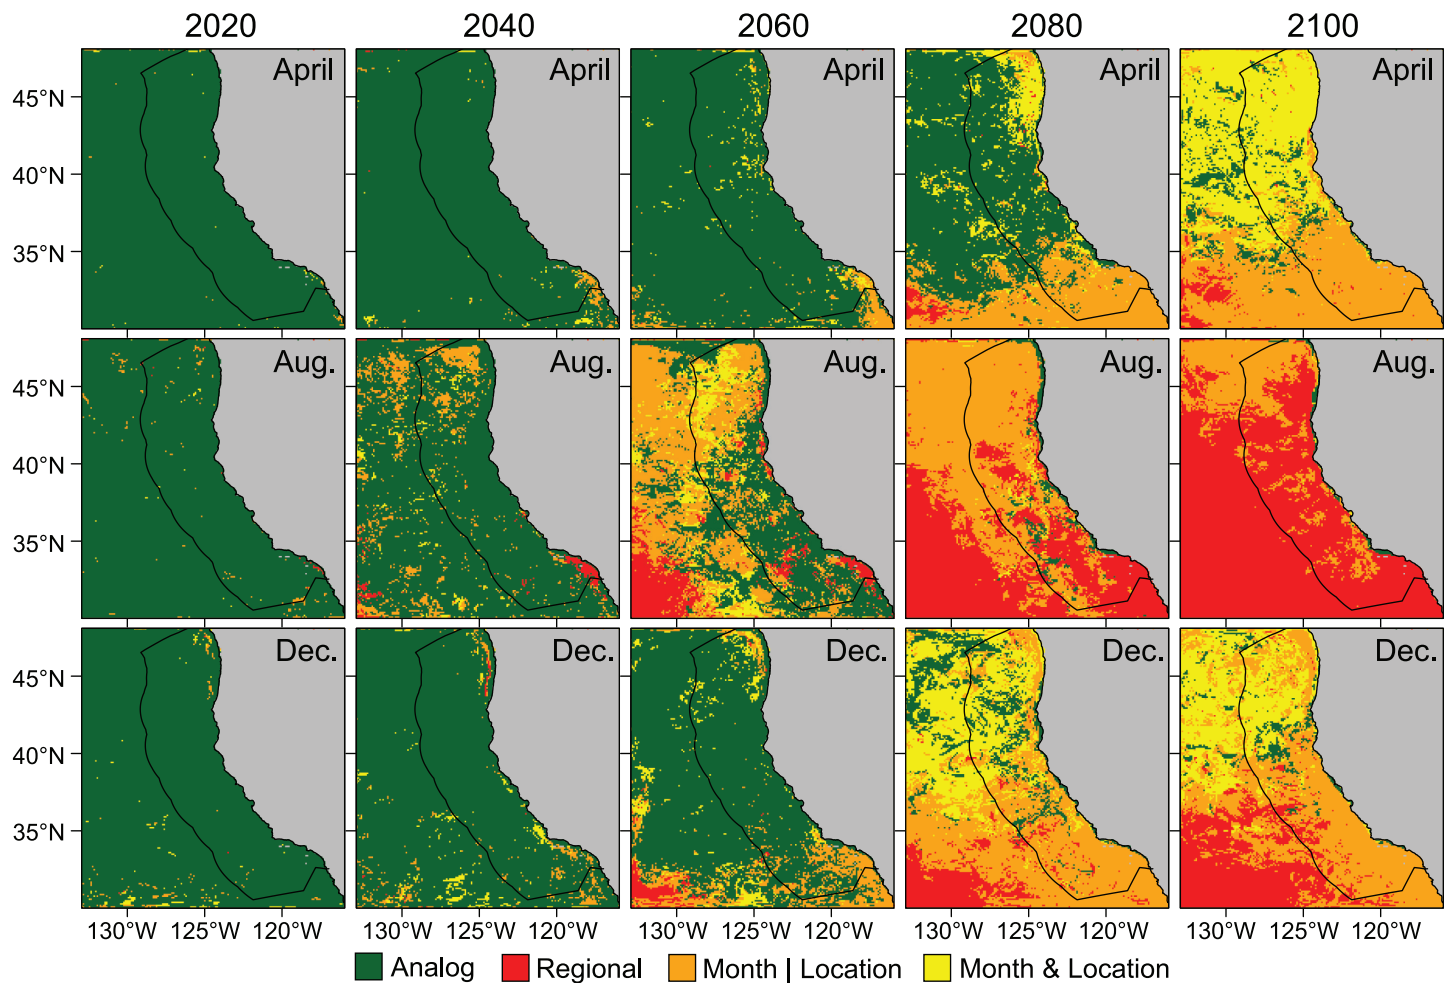 2020 2040 2060 2080 2100
45°N April April April April April
40°N
35°N
45°N Aug. Aug. Aug. Aug. Aug.
40°N
35°N
45°N Dec. Dec. Dec. Dec. Dec.
40°N
35°N
130°W 125°W 120°W 130°W 125°W 120°W 130°W 125°W 120°W 130°W 125°W 120°W 130°W 125°W 120°W
Analog Regional Month | Location Month & Location